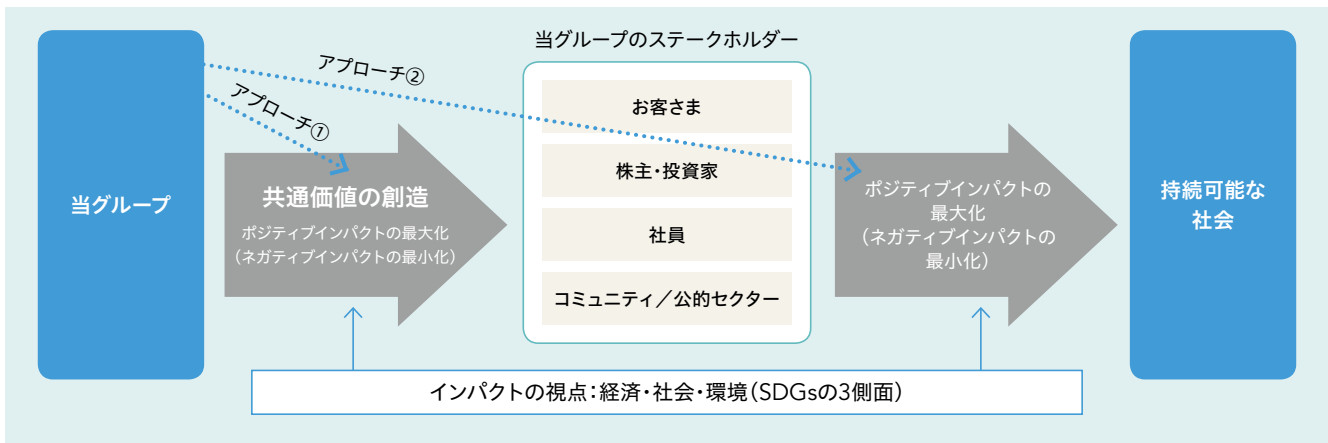 当グループ
アプローチ①
アプローチ②
共通価値の創造
ポジティブインパクトの最大化
（ネガティブインパクトの最小化）
当グループのステークホルダー
お客さま
株主・投資家
社員
コミュニティ／公的セクター
ポジティブインパクトの
最大化
（ネガティブインパクトの
最小化）
持続可能な
社会
インパクトの視点：経済・社会・環境（SDGsの3側面）